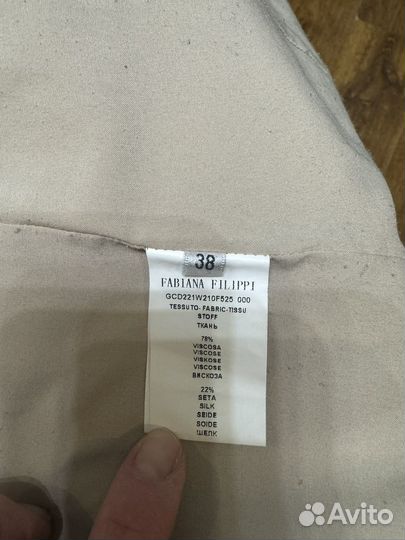 38
FABIANA FILIPPI
GCD221W210F525 000
TESSUTO-FABRIC-TISSU
STOFF
ТКАНЬ
78%
VISCOSA
VISCOSE
VISKOSE
VISCOSE
ВИСКОЗА
22%
SETA
SILK
SEIDE
SOIDE
ШЕЛК
Avito